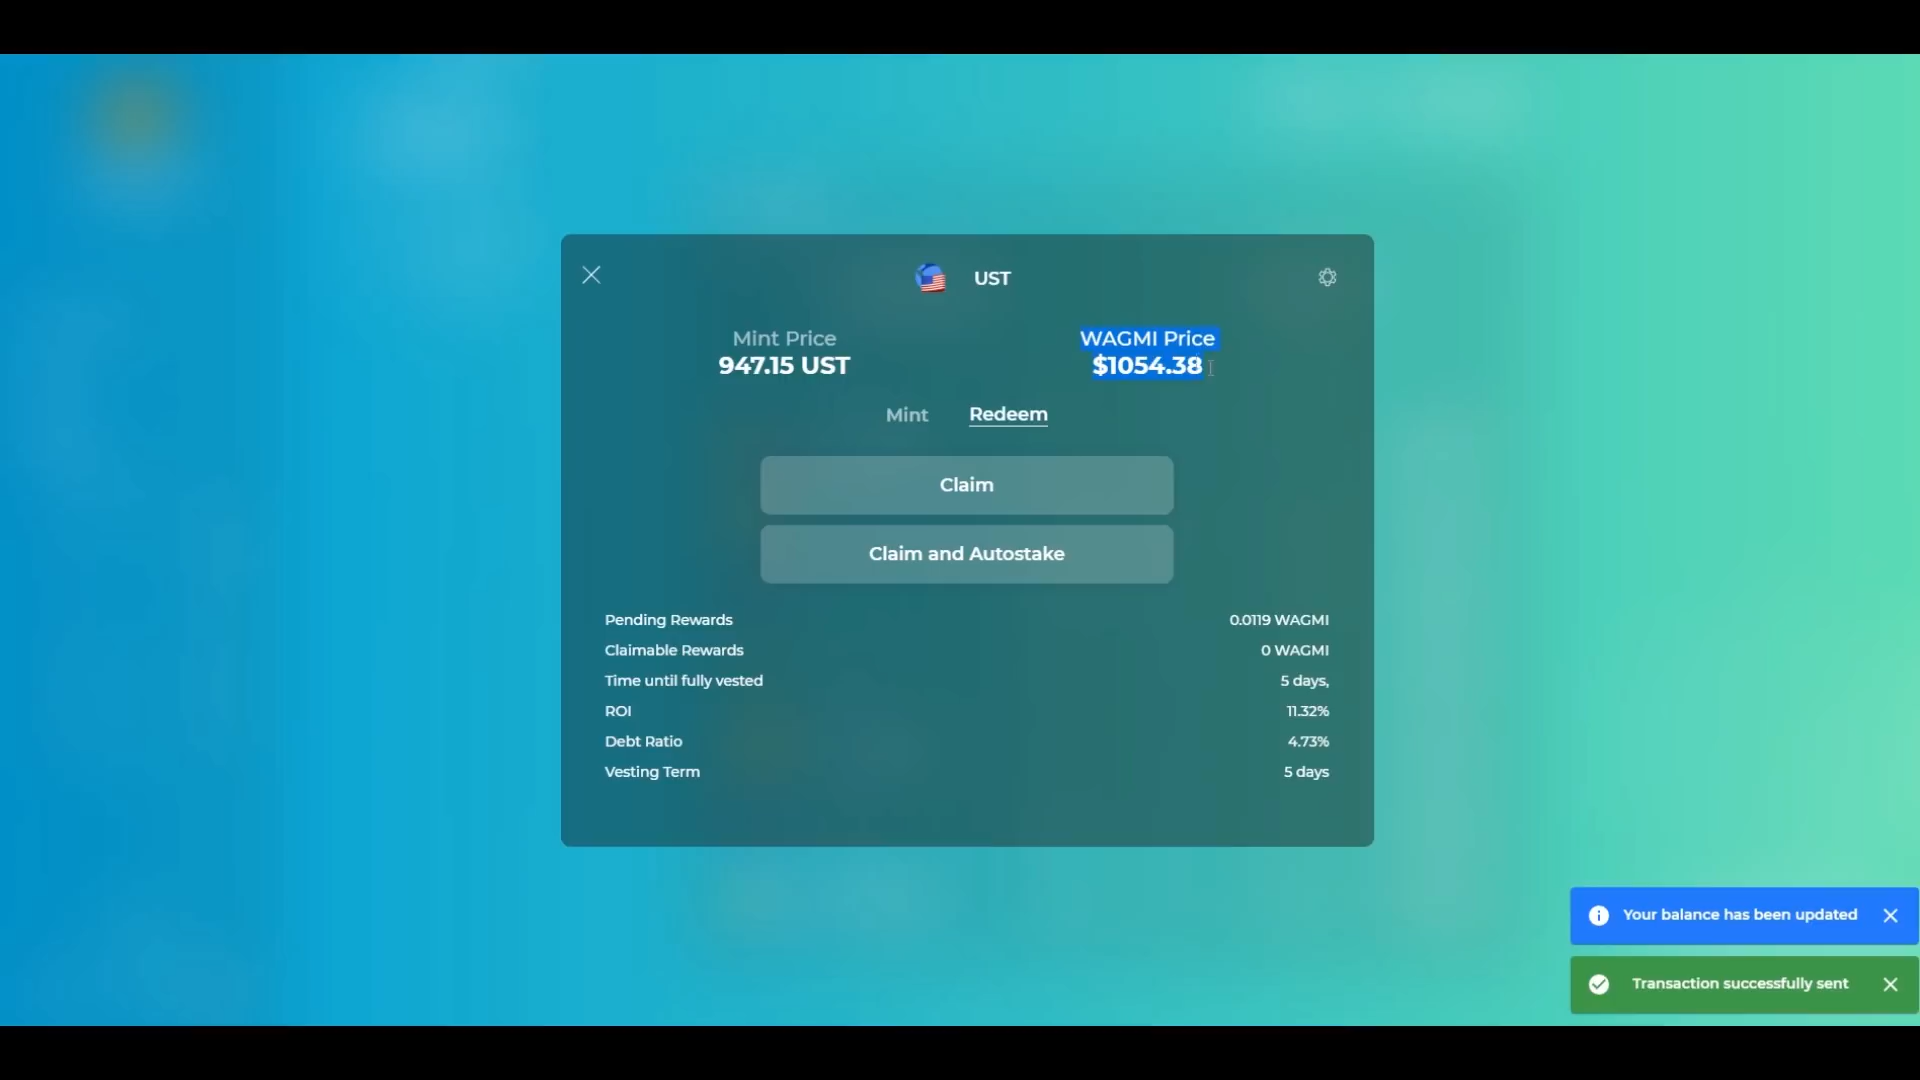 UST
Mint Price
947.15 UST
WAGMI Price
$1054.38
Mint
Redeem
Claim
Claim and Autostake
Pending Rewards 0.0119 WAGMI
Claimable Rewards 0 WAGMI
Time until fully vested 5 days,
ROI 11.32%
Debt Ratio 4.73%
Vesting Term 5 days
Your balance has been updated
Transaction successfully sent